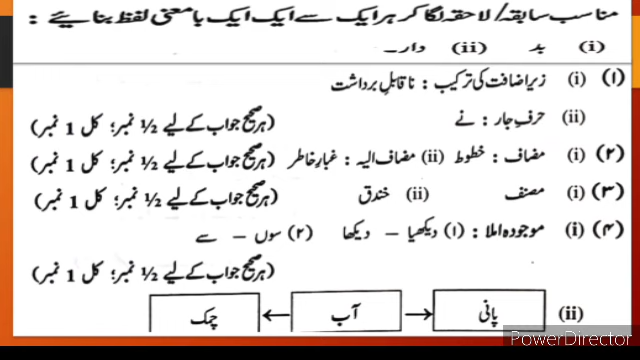 مناسب سابقہ/ لاحقہ لگا کر ہر ایک سے ایک ایک با معنی لفظ بنائیے :
(i) بد (ii) دار۔
(۱) (i) زیر اضافت کی ترکیب : ناقابلِ برداشت
(ii) حرفِ جار : نے (ہر صحیح جواب کے لیے ½ نمبر؛ کل 1 نمبر)
(۲) (i) مضاف : خطوط (ii) مضاف الیہ : غبارِ خاطر (ہر صحیح جواب کے لیے ½ نمبر؛ کل 1 نمبر)
(۳) (i) مصنف (ii) خندق (ہر صحیح جواب کے لیے ½ نمبر؛ کل 1 نمبر)
(۴) (i) موجودہ املا : (۱) دیکھیا – دیکھا (۲) سوں – سے
(ہر صحیح جواب کے لیے ½ نمبر؛ کل 1 نمبر)
(ii) پانی ← آب → چمک
PowerDirector